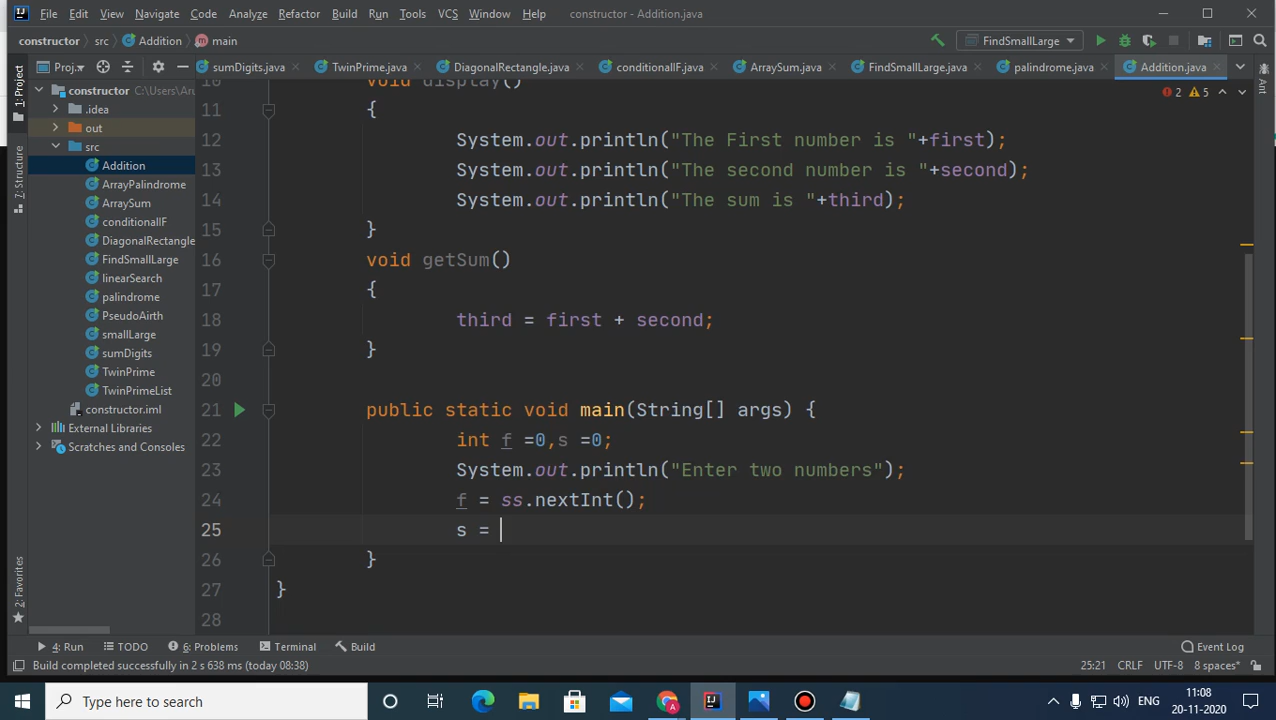 File Edit View Navigate Code Analyze Refactor Build Run Tools VCS Window Help constructor - Addition.java
constructor src Addition main FindSmallLarge
Proj.. sumDigits.java TwinPrime.java DiagonalRectangle.java conditionalIF.java ArraySum.java FindSmallLarge.java palindrome.java Addition.java
1: Project
7: Structure
2: Favorites
Ant
constructor C:\Users\Aru
.idea
out
src
Addition
ArrayPalindrome
ArraySum
conditionalIF
DiagonalRectangle
FindSmallLarge
linearSearch
palindrome
PseudoAirth
smallLarge
sumDigits
TwinPrime
TwinPrimeList
constructor.iml
External Libraries
Scratches and Consoles
2 5
10 void display()
11 {
12 System.out.println("The First number is "+first);
13 System.out.println("The second number is "+second);
14 System.out.println("The sum is "+third);
15 }
16 void getSum()
17 {
18 third = first + second;
19 }
20
21 public static void main(String[] args) {
22 int f =0,s =0;
23 System.out.println("Enter two numbers");
24 f = ss.nextInt();
25 s =
26 }
27 }
28
4: Run TODO 6: Problems Terminal Build Event Log
Build completed successfully in 2 s 638 ms (today 08:38) 25:21 CRLF UTF-8 8 spaces*
Type here to search ENG 11:08
20-11-2020